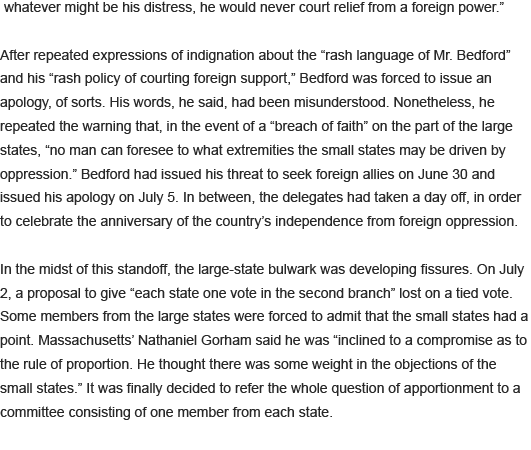 whatever might be his distress, he would never court relief from a foreign power.”
After repeated expressions of indignation about the “rash language of Mr. Bedford”
and his “rash policy of courting foreign support,” Bedford was forced to issue an
apology, of sorts. His words, he said, had been misunderstood. Nonetheless, he
repeated the warning that, in the event of a “breach of faith” on the part of the large
states, “no man can foresee to what extremities the small states may be driven by
oppression.” Bedford had issued his threat to seek foreign allies on June 30 and
issued his apology on July 5. In between, the delegates had taken a day off, in order
to celebrate the anniversary of the country’s independence from foreign oppression.
In the midst of this standoff, the large-state bulwark was developing fissures. On July
2, a proposal to give “each state one vote in the second branch” lost on a tied vote.
Some members from the large states were forced to admit that the small states had a
point. Massachusetts’ Nathaniel Gorham said he was “inclined to a compromise as to
the rule of proportion. He thought there was some weight in the objections of the
small states.” It was finally decided to refer the whole question of apportionment to a
committee consisting of one member from each state.